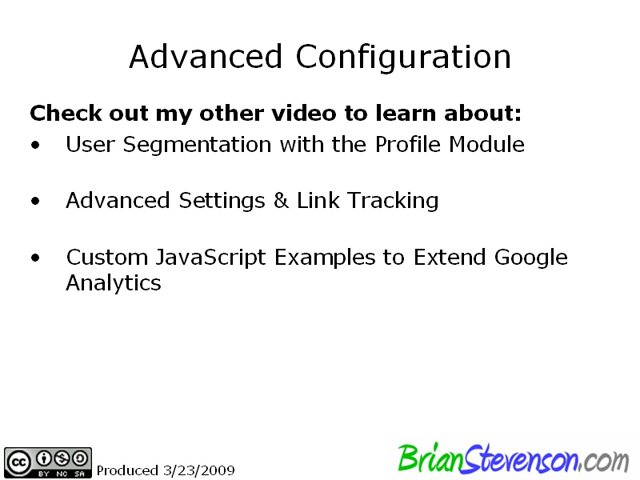 Advanced Configuration
Check out my other video to learn about:
• User Segmentation with the Profile Module
• Advanced Settings & Link Tracking
• Custom JavaScript Examples to Extend Google
Analytics
cc
BY NC SA
Produced 3/23/2009
BrianStevenson.com